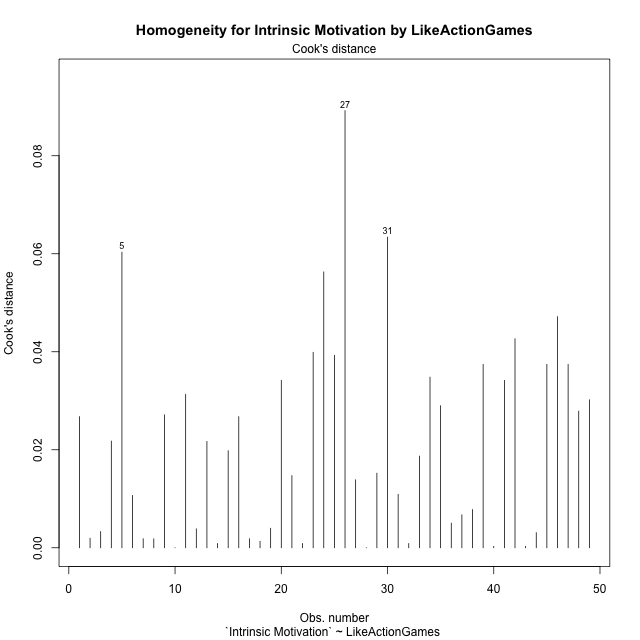 Homogeneity for Intrinsic Motivation by LikeActionGames
Cook's distance
27
31
5
Cook's distance
0.08
0.06
0.04
0.02
0.00
0 10 20 30 40 50
Obs. number
`Intrinsic Motivation` ~ LikeActionGames